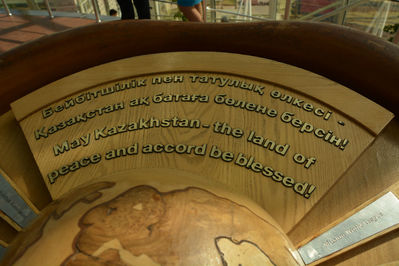 Бейбітшілік пен татулық өлкесі -
Қазақстан ақ батаға бөлене берсін!
May Kazakhstan - the land of
peace and accord be blessed!